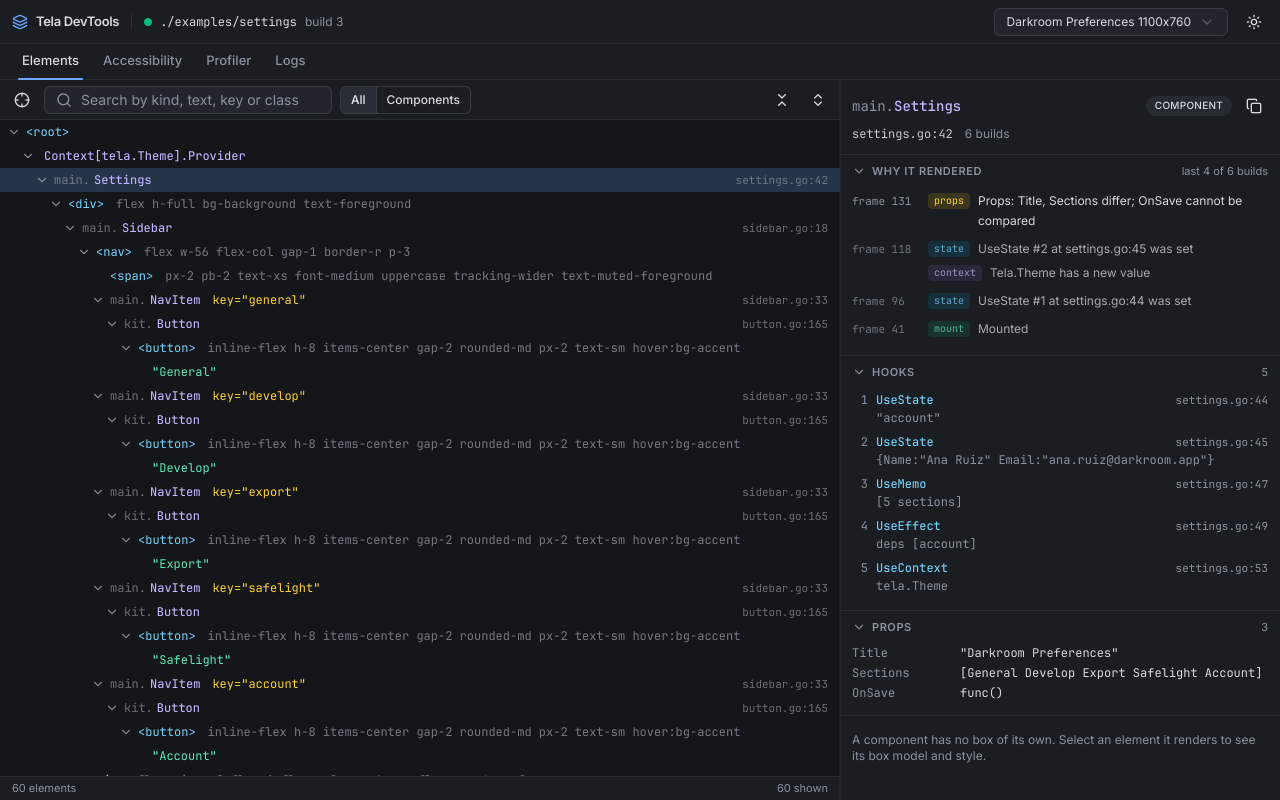 Tela DevTools ./examples/settings build 3 Darkroom Preferences 1100x760
Elements Accessibility Profiler Logs
Search by kind, text, key or class All Components
<root>
Context[tela.Theme].Provider
main.Settings settings.go:42
<div> flex h-full bg-background text-foreground
main.Sidebar sidebar.go:18
<nav> flex w-56 flex-col gap-1 border-r p-3
<span> px-2 pb-2 text-xs font-medium uppercase tracking-wider text-muted-foreground
main.NavItem key="general" sidebar.go:33
kit.Button button.go:165
<button> inline-flex h-8 items-center gap-2 rounded-md px-2 text-sm hover:bg-accent
"General"
main.NavItem key="develop" sidebar.go:33
kit.Button button.go:165
<button> inline-flex h-8 items-center gap-2 rounded-md px-2 text-sm hover:bg-accent
"Develop"
main.NavItem key="export" sidebar.go:33
kit.Button button.go:165
<button> inline-flex h-8 items-center gap-2 rounded-md px-2 text-sm hover:bg-accent
"Export"
main.NavItem key="safelight" sidebar.go:33
kit.Button button.go:165
<button> inline-flex h-8 items-center gap-2 rounded-md px-2 text-sm hover:bg-accent
"Safelight"
main.NavItem key="account" sidebar.go:33
kit.Button button.go:165
<button> inline-flex h-8 items-center gap-2 rounded-md px-2 text-sm hover:bg-accent
"Account"
60 elements 60 shown
main.Settings COMPONENT
settings.go:42 6 builds
WHY IT RENDERED last 4 of 6 builds
frame 131 props Props: Title, Sections differ; OnSave cannot be
compared
frame 118 state UseState #2 at settings.go:45 was set
context Tela.Theme has a new value
frame 96 state UseState #1 at settings.go:44 was set
frame 41 mount Mounted
HOOKS 5
1 UseState settings.go:44
"account"
2 UseState settings.go:45
{Name:"Ana Ruiz" Email:"ana.ruiz@darkroom.app"}
3 UseMemo settings.go:47
[5 sections]
4 UseEffect settings.go:49
deps [account]
5 UseContext settings.go:53
tela.Theme
PROPS 3
Title "Darkroom Preferences"
Sections [General Develop Export Safelight Account]
OnSave func()
A component has no box of its own. Select an element it renders to see
its box model and style.